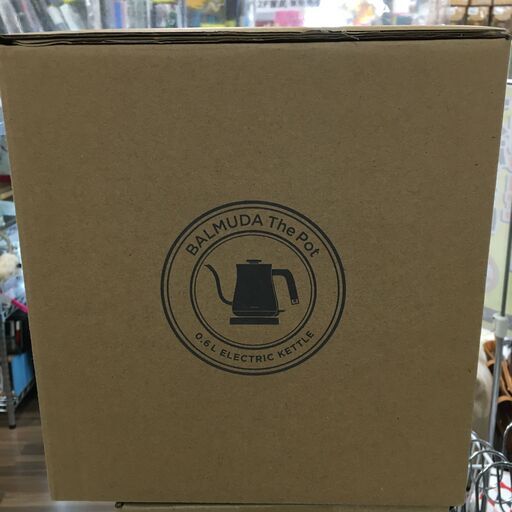 BALMUDA The Pot
0.6L ELECTRIC KETTLE